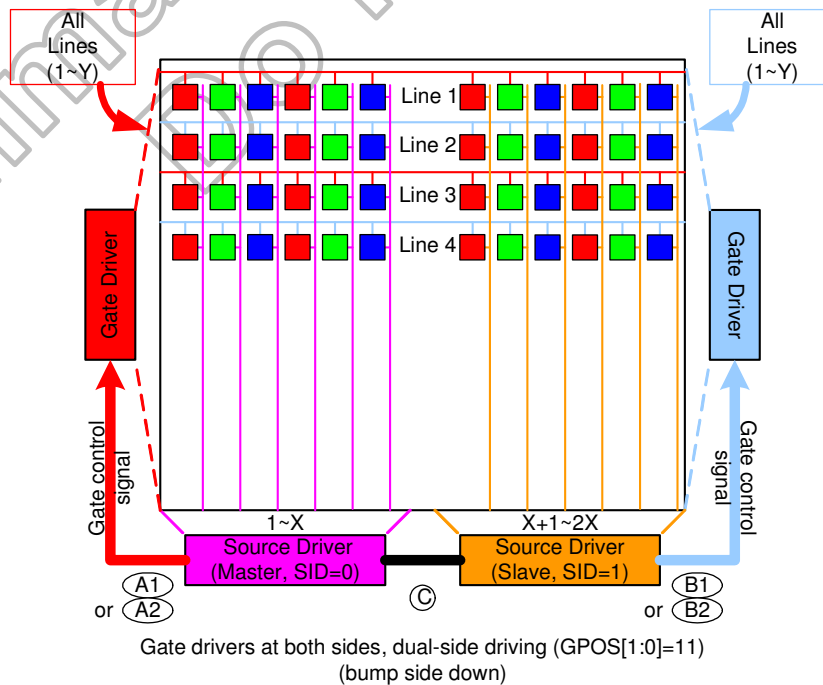 All
Lines
(1~Y)
All
Lines
(1~Y)
Line 1
Line 2
Line 3
Line 4
Gate Driver
Gate Driver
Gate control
signal
Gate control
signal
1~X
X+1~2X
Source Driver
(Master, SID=0)
Source Driver
(Slave, SID=1)
A1
or A2
C
B1
or B2
Gate drivers at both sides, dual-side driving (GPOS[1:0]=11)
(bump side down)